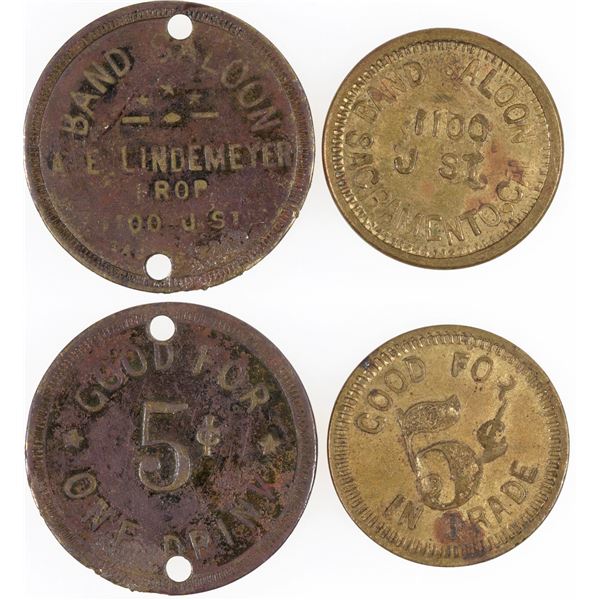 BAND SALOON
A. E. LINDEMEYER
PROP
1100 J ST.
BAND SALOON
1100
J ST.
SACRAMENTO, CA
GOOD FOR
5¢
ONE DRINK
GOOD FOR
5¢
IN TRADE